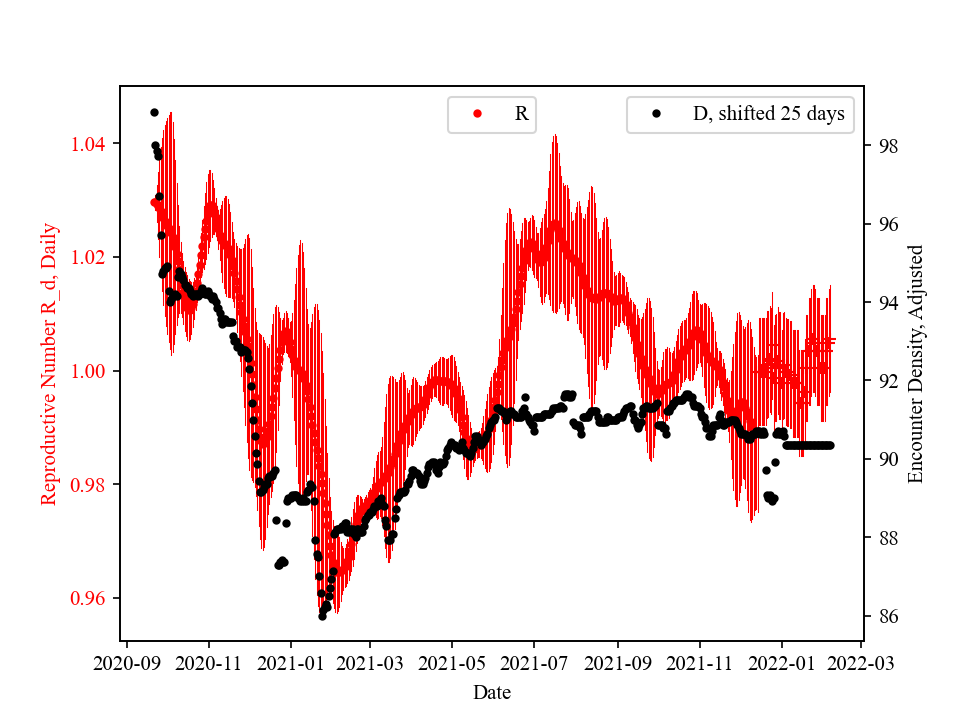 R
D, shifted 25 days
Reproductive Number R_d, Daily
1.04
1.02
1.00
0.98
0.96
98
96
94
92
90
88
86
Encounter Density, Adjusted
2020-09 2020-11 2021-01 2021-03 2021-05 2021-07 2021-09 2021-11 2022-01 2022-03
Date